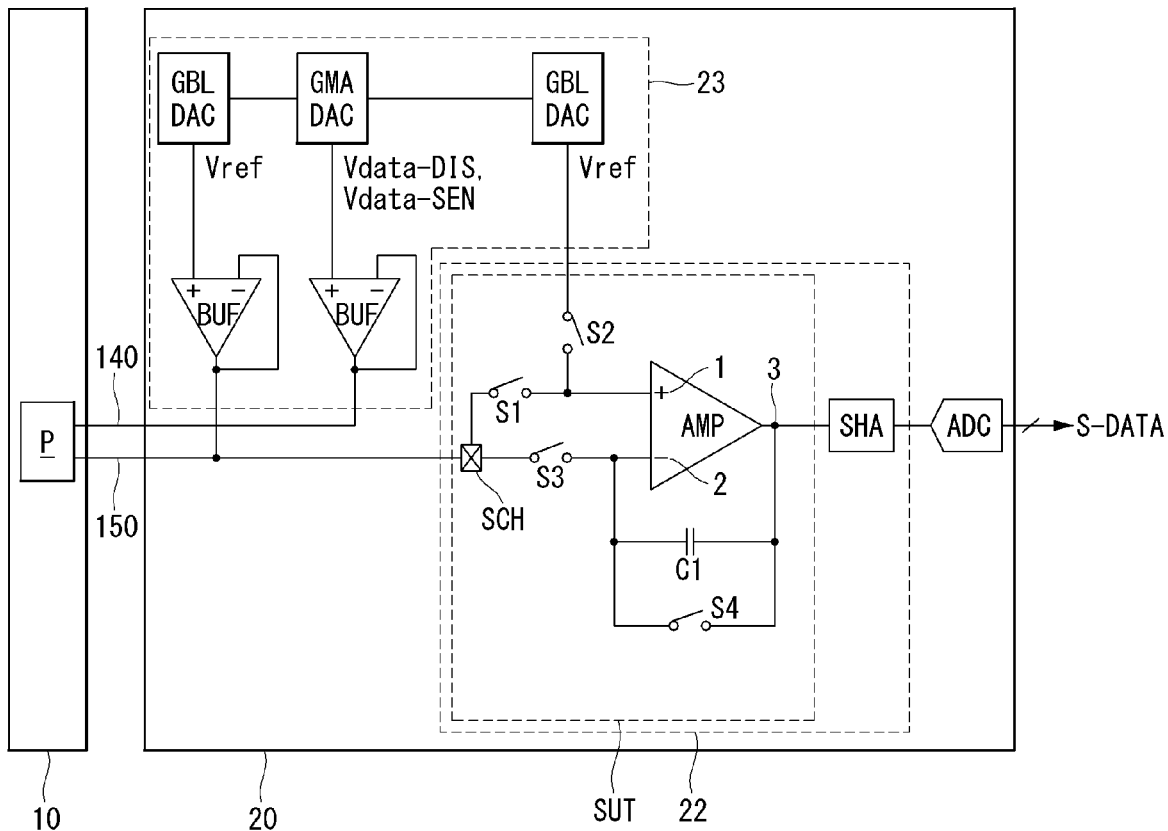 GBL
DAC
GMA
DAC
GBL
DAC
23
Vref
Vdata-DIS,
Vdata-SEN
Vref
+ −
BUF
+ −
BUF
S2
140
1
3
S1
+
AMP
SHA
ADC
S-DATA
P
S3
−
2
150
SCH
C1
S4
10
20
SUT
22